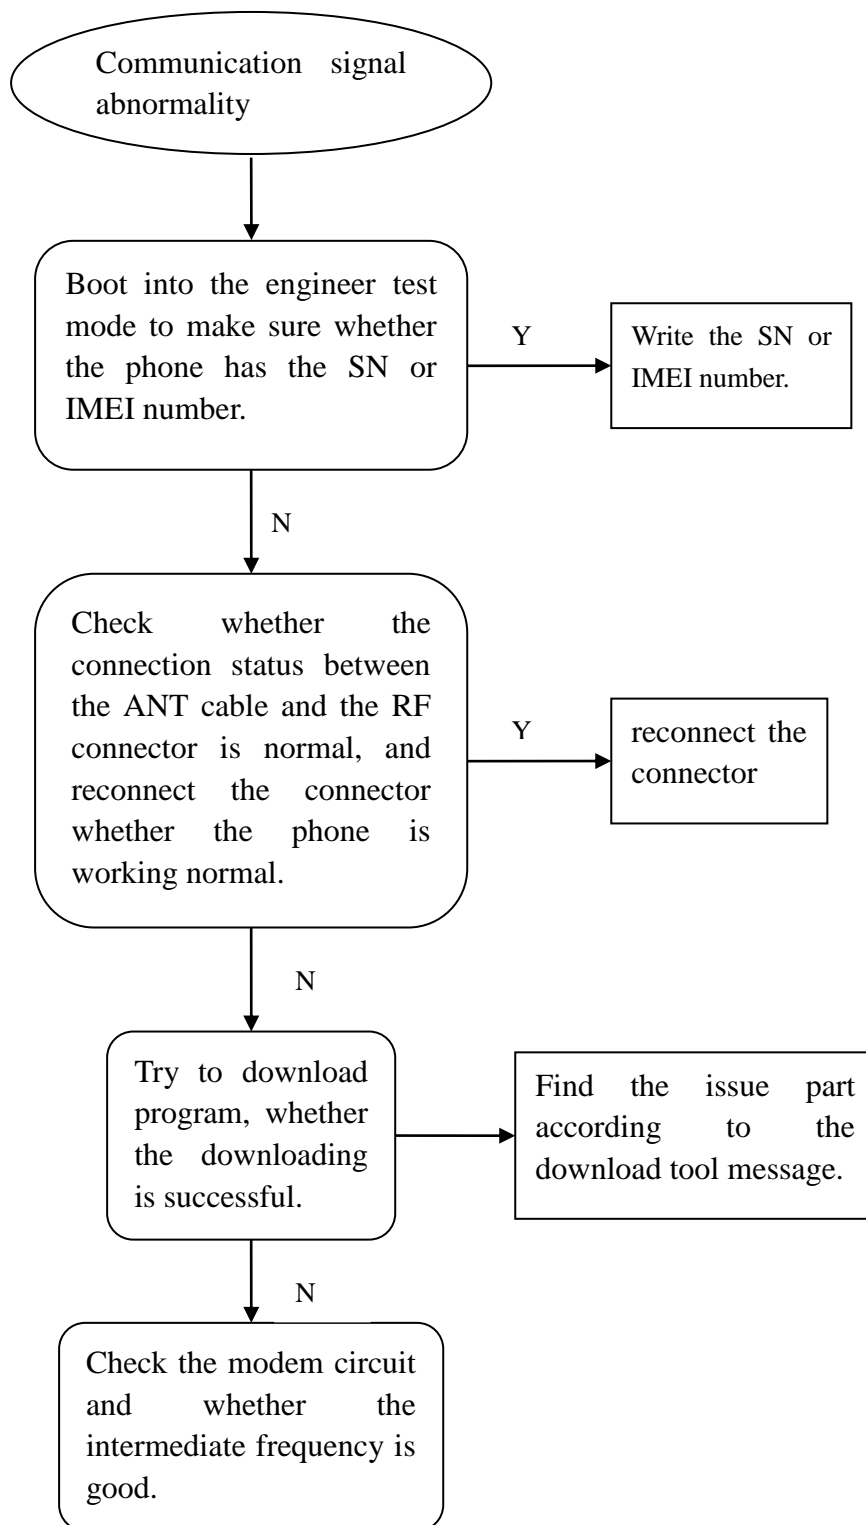 Communication signal
abnormality
Boot into the engineer test
mode to make sure whether
the phone has the SN or
IMEI number.
Y
Write the SN or
IMEI number.
N
Check whether the
connection status between
the ANT cable and the RF
connector is normal, and
reconnect the connector
whether the phone is
working normal.
Y
reconnect the
connector
N
Try to download
program, whether
the downloading
is successful.
Find the issue part
according to the
download tool message.
N
Check the modem circuit
and whether the
intermediate frequency is
good.